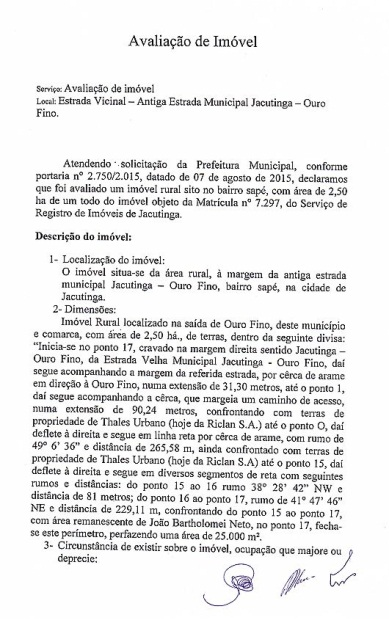 Avaliação de Imóvel
Serviço: Avaliação de imóvel
Local: Estrada Vicinal – Antiga Estrada Municipal Jacutinga – Ouro
Fino.
Atendendo solicitação da Prefeitura Municipal, conforme
portaria nº 2.750/2.015, datado de 07 de agosto de 2015, declaramos
que foi avaliado um imóvel rural sito no bairro sapé, com área de 2,50
ha de um todo do imóvel objeto da Matrícula nº 7.297, do Serviço de
Registro de Imóveis de Jacutinga.
Descrição do imóvel:
1- Localização do imóvel:
O imóvel situa-se da área rural, à margem da antiga estrada
municipal Jacutinga – Ouro Fino, bairro sapé, na cidade de
Jacutinga.
2- Dimensões:
Imóvel Rural localizado na saída de Ouro Fino, deste município
e comarca, com área de 2,50 há., de terras, dentro da seguinte divisa:
"Inicia-se no ponto 17, cravado na margem direita sentido Jacutinga –
Ouro Fino, da Estrada Velha Municipal Jacutinga - Ouro Fino, daí
segue acompanhando a margem da referida estrada, por cêrca de arame
em direção à Ouro Fino, numa extensão de 31,30 metros, até o ponto 1,
daí segue acompanhando a cêrca, que margeia um caminho de acesso,
numa extensão de 90,24 metros, confrontando com terras de
propriedade de Thales Urbano (hoje da Riclan S.A.) até o ponto O, daí
deflete à direita e segue em linha reta por cêrca de arame, com rumo de
49º 6' 36" e distância de 265,58 m, ainda confrontado com terras de
propriedade de Thales Urbano (hoje da Riclan S.A) até o ponto 15, daí
deflete à direita e segue em diversos segmentos de reta com seguintes
rumos e distâncias: do ponto 15 ao 16 rumo 38º 28' 42" NW e
distância de 81 metros; do ponto 16 ao ponto 17, rumo de 41º 47' 46"
NE e distância de 229,11 m, confrontando do ponto 15 ao ponto 17,
com área remanescente de João Bartholomei Neto, no ponto 17, fecha-
se este perímetro, perfazendo uma área de 25.000 m².
3- Circunstância de existir sobre o imóvel, ocupação que majore ou
deprecie: